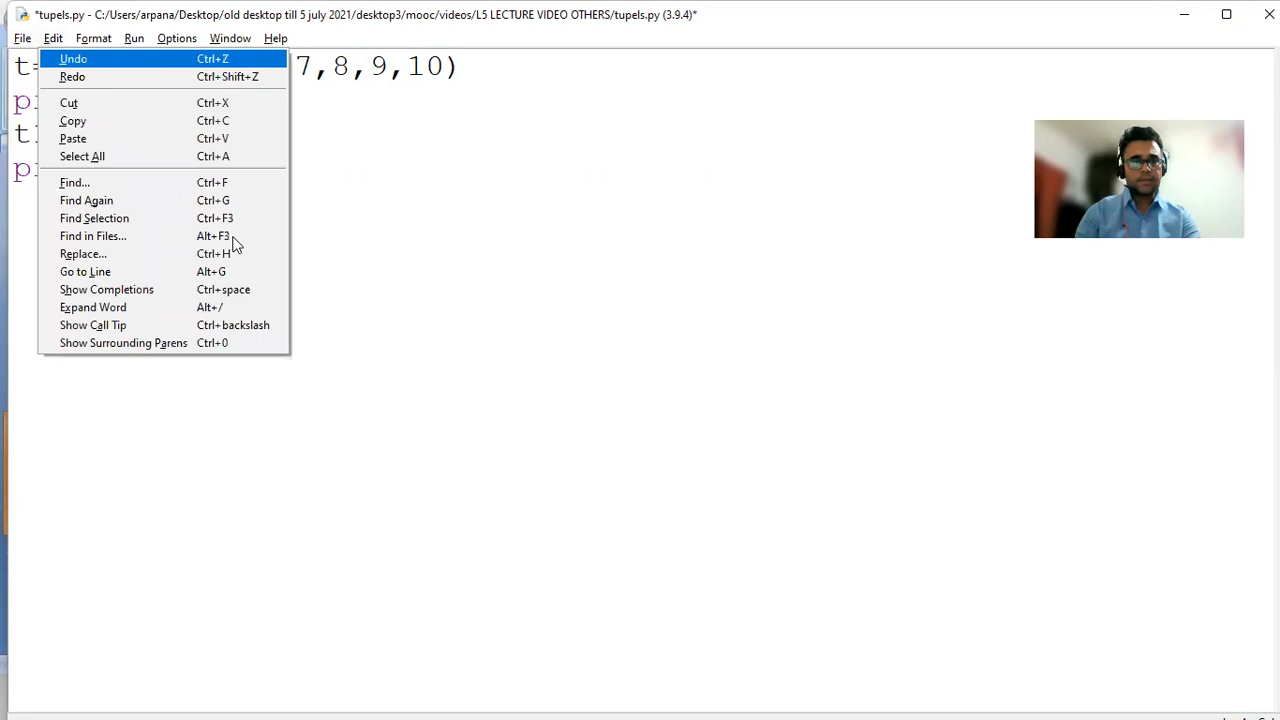 *tupels.py - C:/Users/arpana/Desktop/old desktop till 5 july 2021/desktop3/mooc/videos/L5 LECTURE VIDEO OTHERS/tupels.py (3.9.4)*
File Edit Format Run Options Window Help
t= 7,8,9,10)
Undo Ctrl+Z
Redo Ctrl+Shift+Z
Cut Ctrl+X
Copy Ctrl+C
Paste Ctrl+V
Select All Ctrl+A
Find... Ctrl+F
Find Again Ctrl+G
Find Selection Ctrl+F3
Find in Files... Alt+F3
Replace... Ctrl+H
Go to Line Alt+G
Show Completions Ctrl+space
Expand Word Alt+/
Show Call Tip Ctrl+backslash
Show Surrounding Parens Ctrl+0